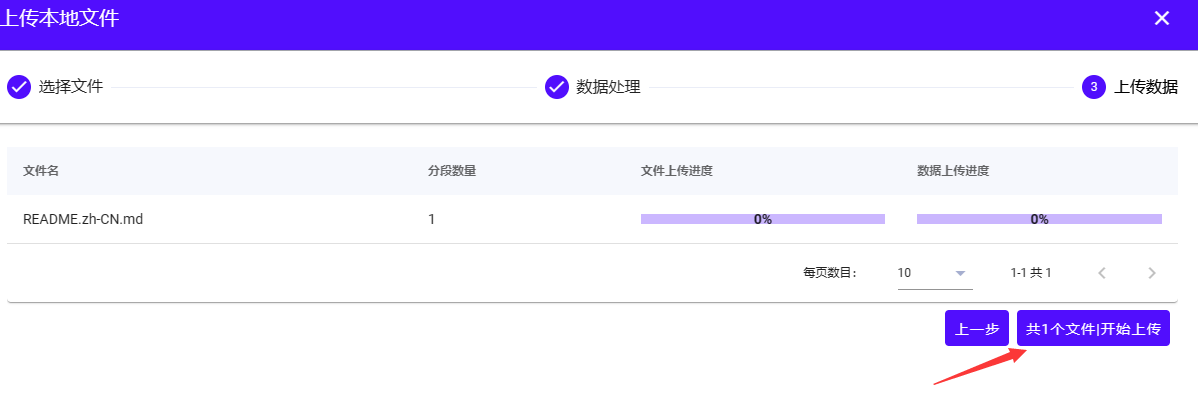 上传本地文件
选择文件
数据处理
3 上传数据
文件名 分段数量 文件上传进度 数据上传进度
README.zh-CN.md 1 0% 0%
每页数目： 10 1-1 共 1
上一步 共1个文件|开始上传